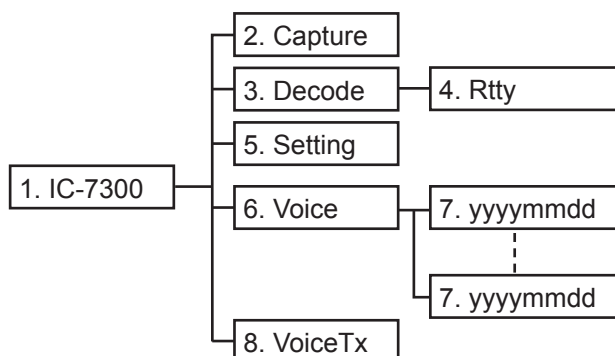 2. Capture
3. Decode
4. Rtty
5. Setting
1. IC-7300
6. Voice
7. yyyymmdd
7. yyyymmdd
8. VoiceTx